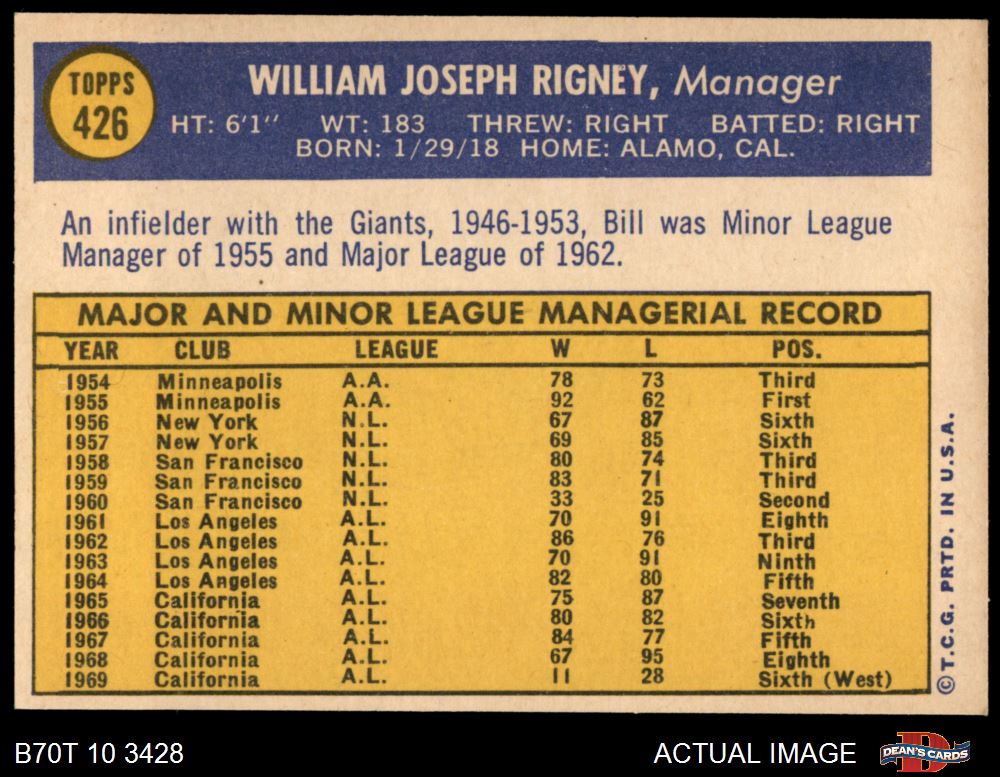 TOPPS
426
WILLIAM JOSEPH RIGNEY, Manager
HT: 6'1'' WT: 183 THREW: RIGHT BATTED: RIGHT
BORN: 1/29/18 HOME: ALAMO, CAL.
An infielder with the Giants, 1946-1953, Bill was Minor League
Manager of 1955 and Major League of 1962.
MAJOR AND MINOR LEAGUE MANAGERIAL RECORD
YEAR CLUB LEAGUE W L POS.
1954 Minneapolis A.A. 78 73 Third
1955 Minneapolis A.A. 92 62 First
1956 New York N.L. 67 87 Sixth
1957 New York N.L. 69 85 Sixth
1958 San Francisco N.L. 80 74 Third
1959 San Francisco N.L. 83 71 Third
1960 San Francisco N.L. 33 25 Second
1961 Los Angeles A.L. 70 91 Eighth
1962 Los Angeles A.L. 86 76 Third
1963 Los Angeles A.L. 70 91 Ninth
1964 Los Angeles A.L. 82 80 Fifth
1965 California A.L. 75 87 Seventh
1966 California A.L. 80 82 Sixth
1967 California A.L. 84 77 Fifth
1968 California A.L. 67 95 Eighth
1969 California A.L. 11 28 Sixth (West)
© T.C.G. PRTD. IN U.S.A.
B70T 10 3428
ACTUAL IMAGE
D
DEAN'S CARDS